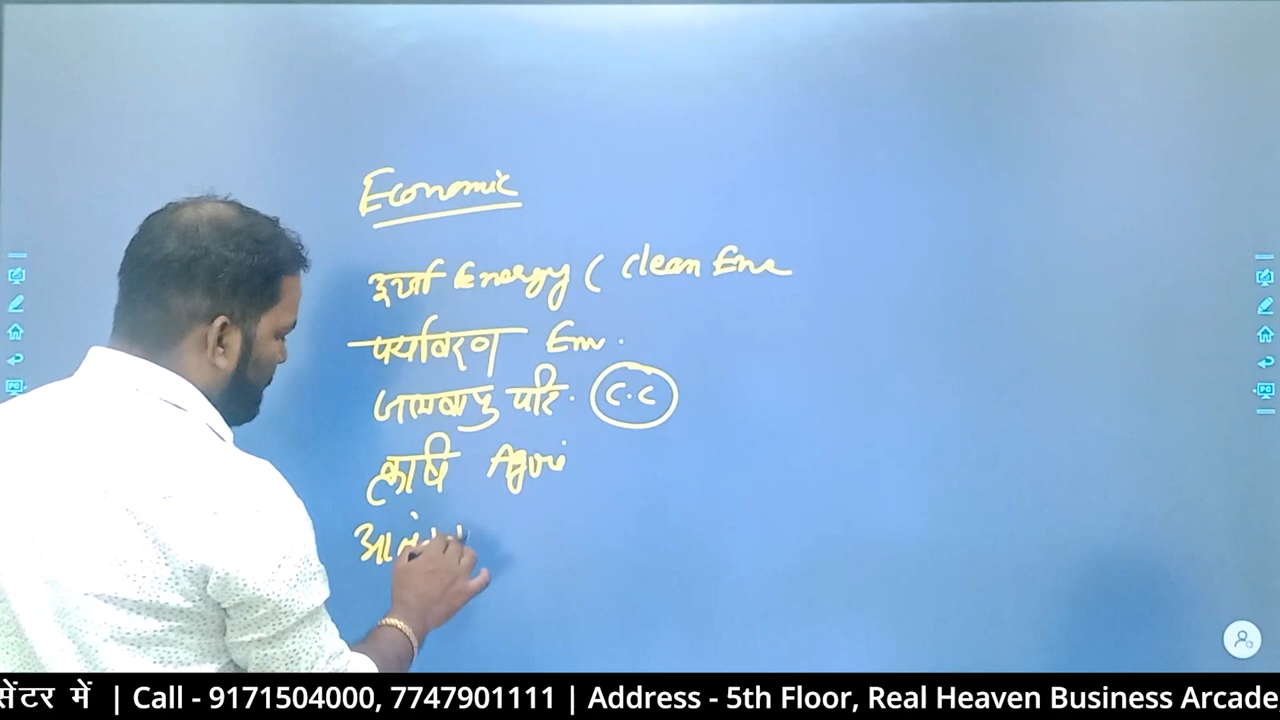 Economic
उर्जा Energy ( clean Ene
पर्यावरण Env.
जलवायु परि. C.C
कृषि Agri
सेंटर में | Call - 9171504000, 7747901111 | Address - 5th Floor, Real Heaven Business Arcade